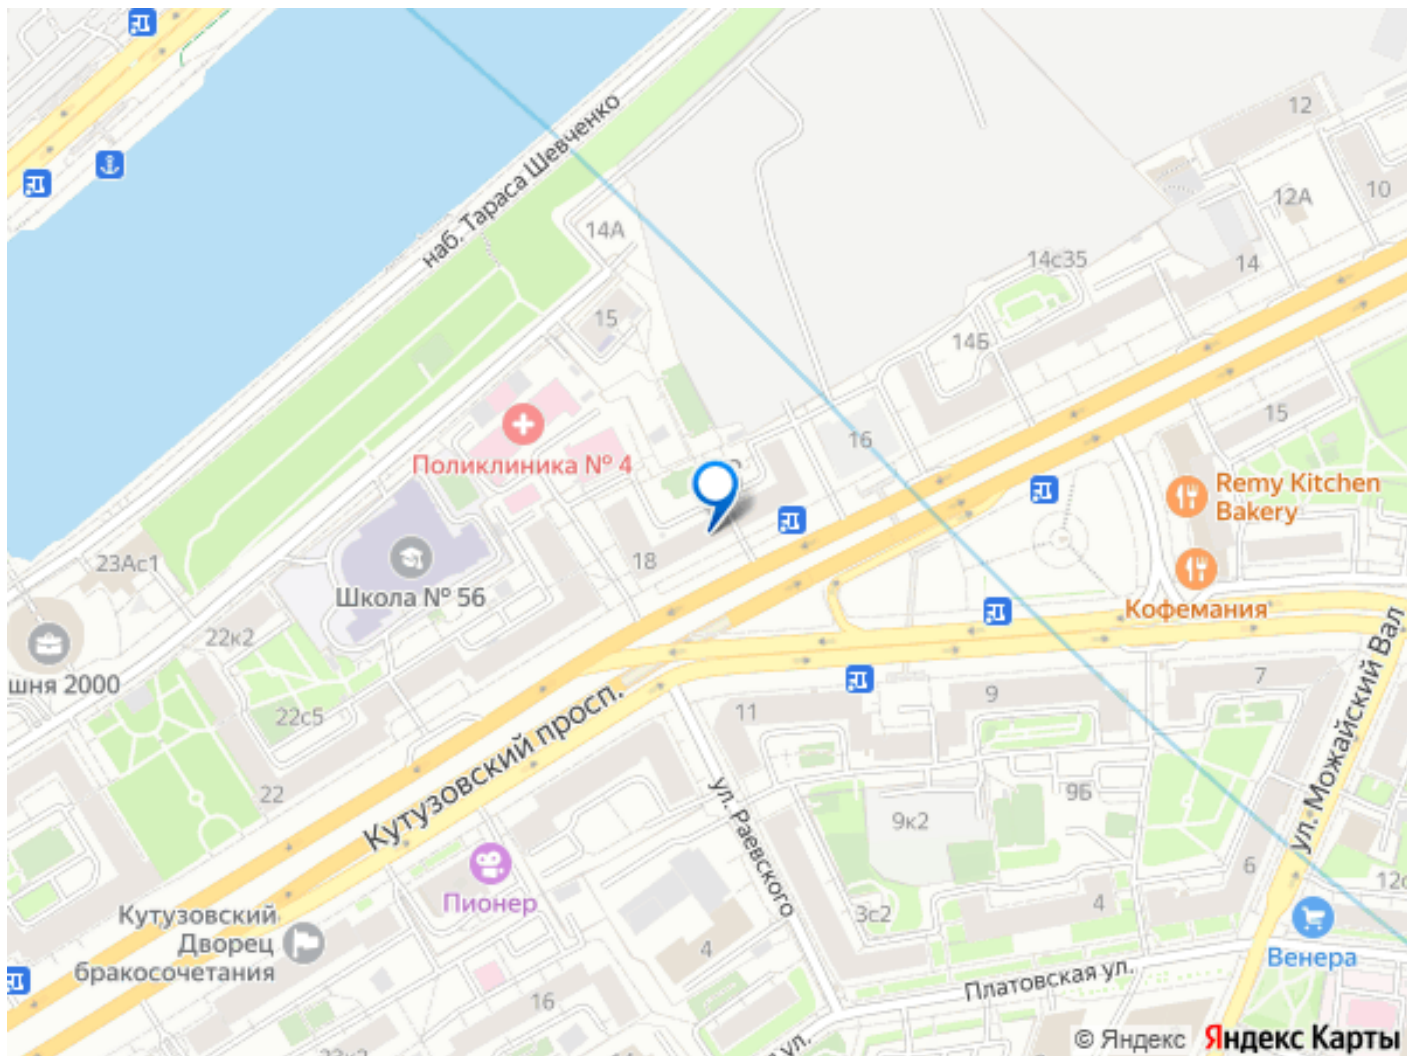 12
12А
10
наб. Тараса Шевченко
14А
14с35
14
15
14Б
15
16
Поликлиника № 4
Remy Kitchen
Bakery
18
23Ас1
Школа № 56
Кофемания
22к2
шня 2000
22с5
11
9
7
ул. Можайский Вал
Кутузовский просп.
22
ул. Раевского
9Б
9к2
6
Пионер
3с2
4
12с
Кутузовский
Дворец
бракосочетания
4
Венера
Платовская ул.
16
ул.
© Яндекс Яндекс Карты